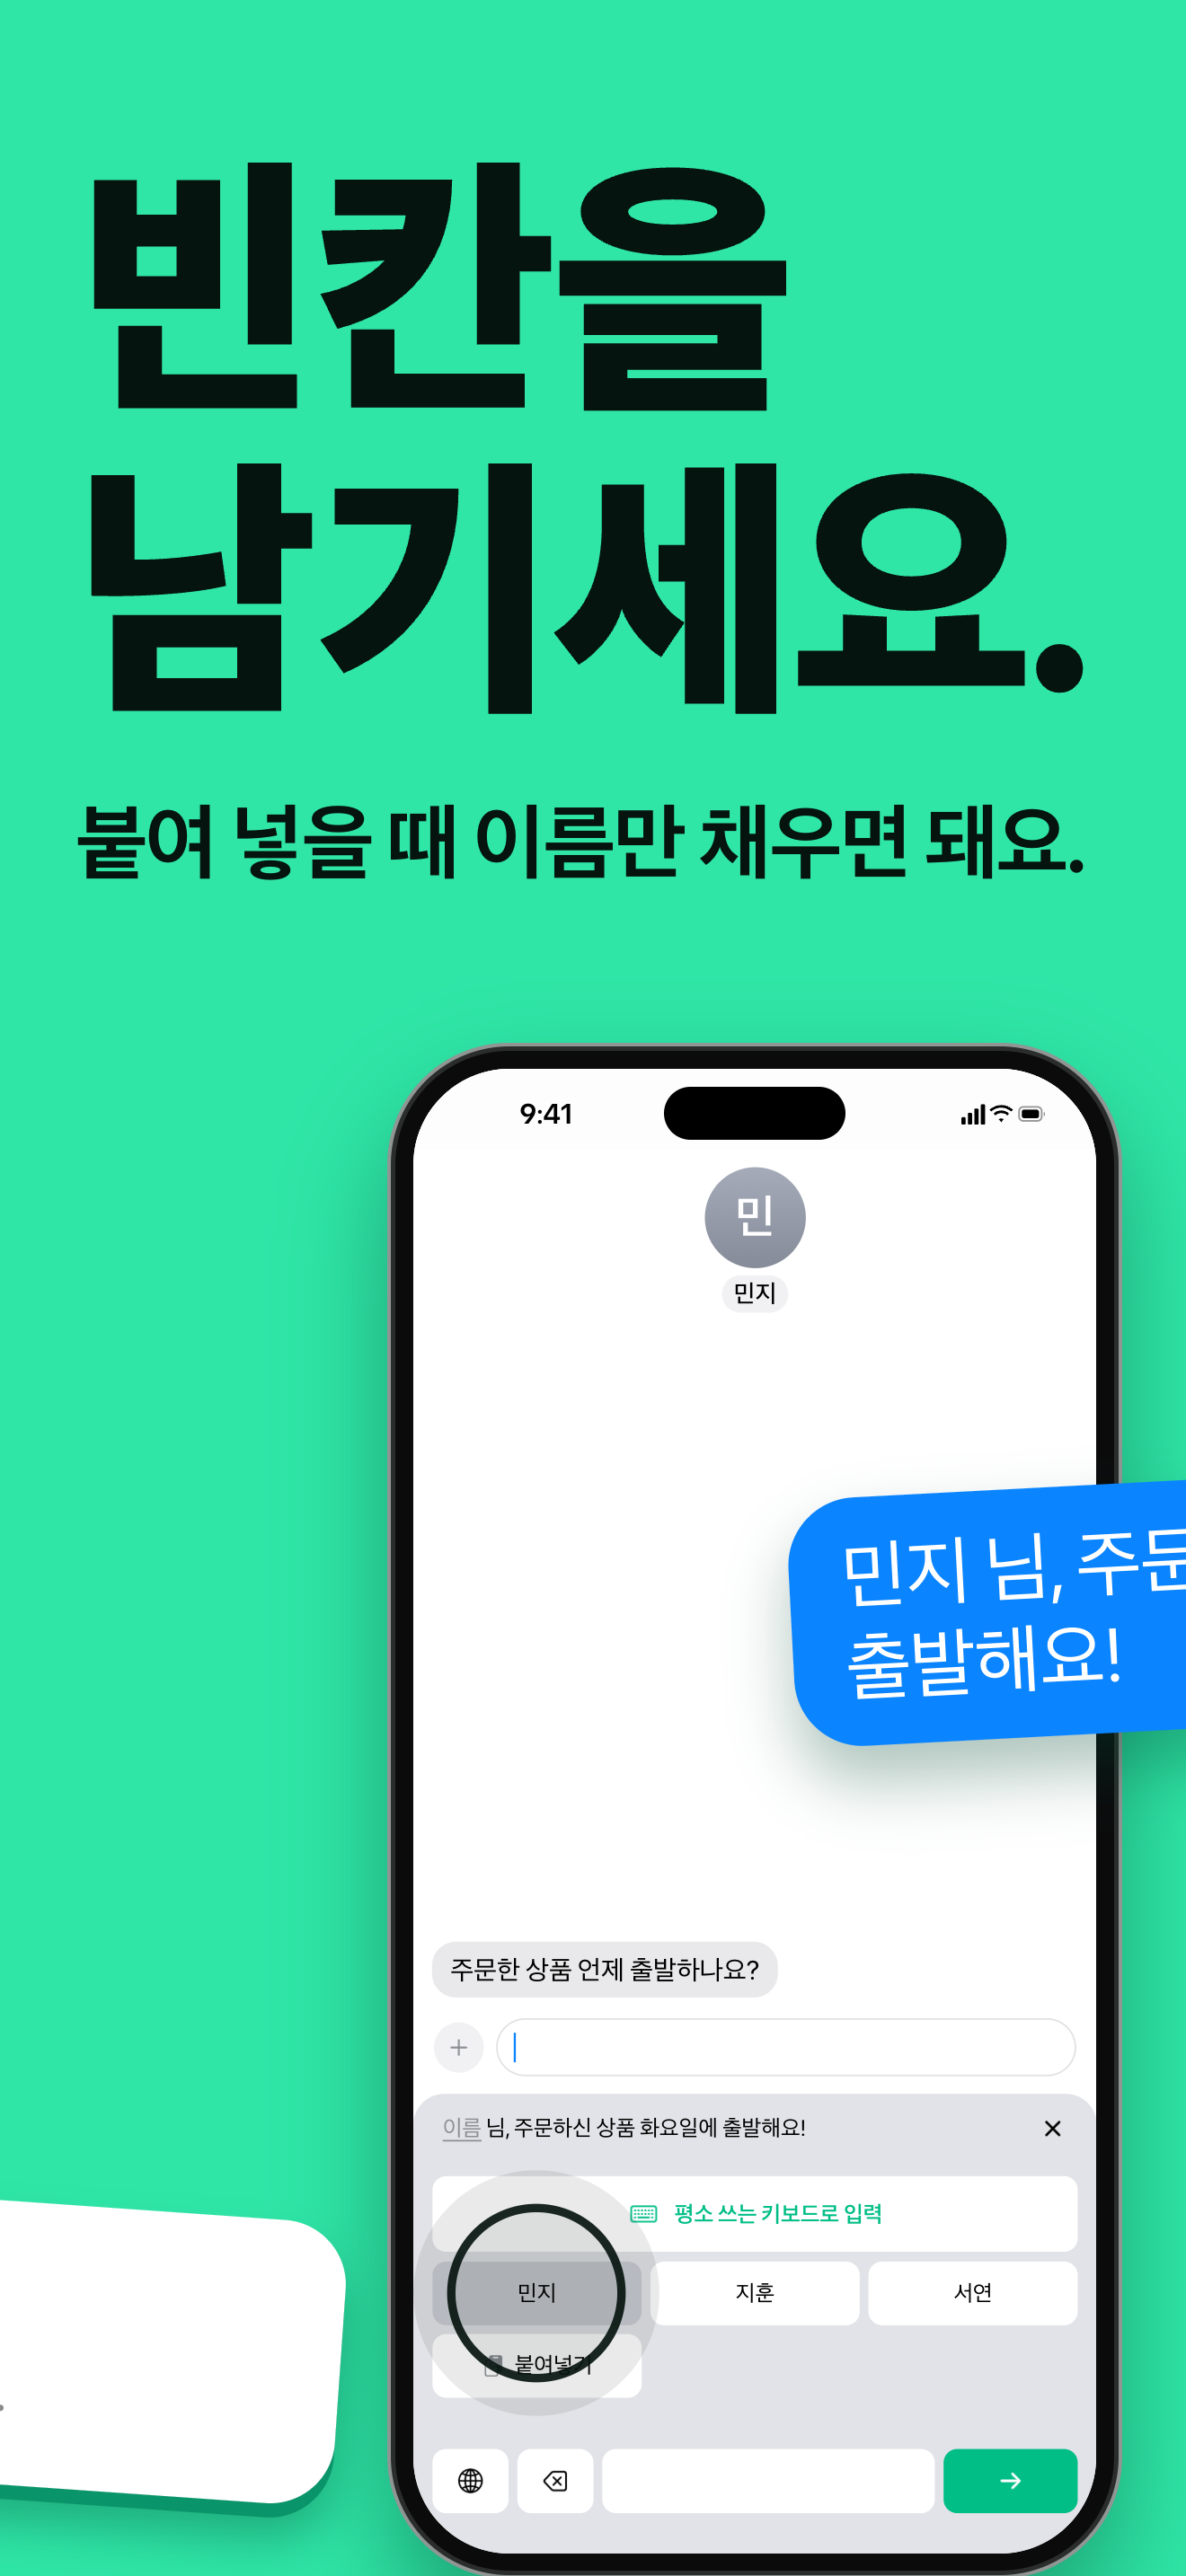 빈칸을
남기세요.
붙여 넣을 때 이름만 채우면 돼요.
9:41
민
민지
민지 님, 주문
출발해요!
주문한 상품 언제 출발하나요?
이름 님, 주문하신 상품 화요일에 출발해요!
평소 쓰는 키보드로 입력
민지
지훈
서연
붙여넣기